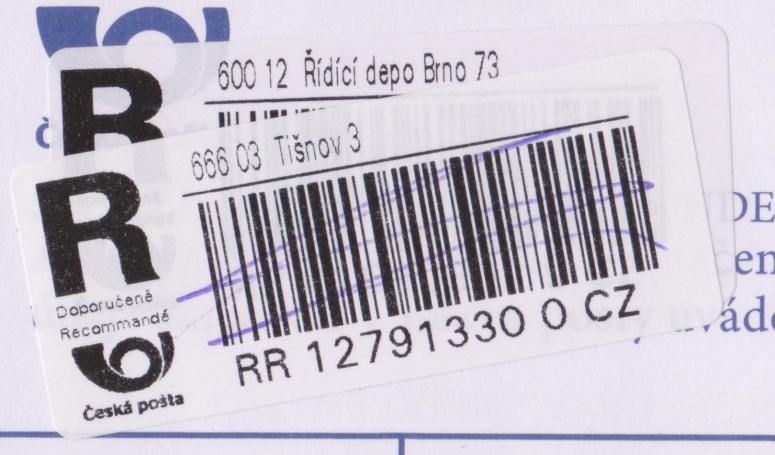 R
600 12 Řídící depo Brno 73
R
666 03 Tišnov 3
Doporučeně
Recommandé
Česká pošta
RR 12791330 0 CZ